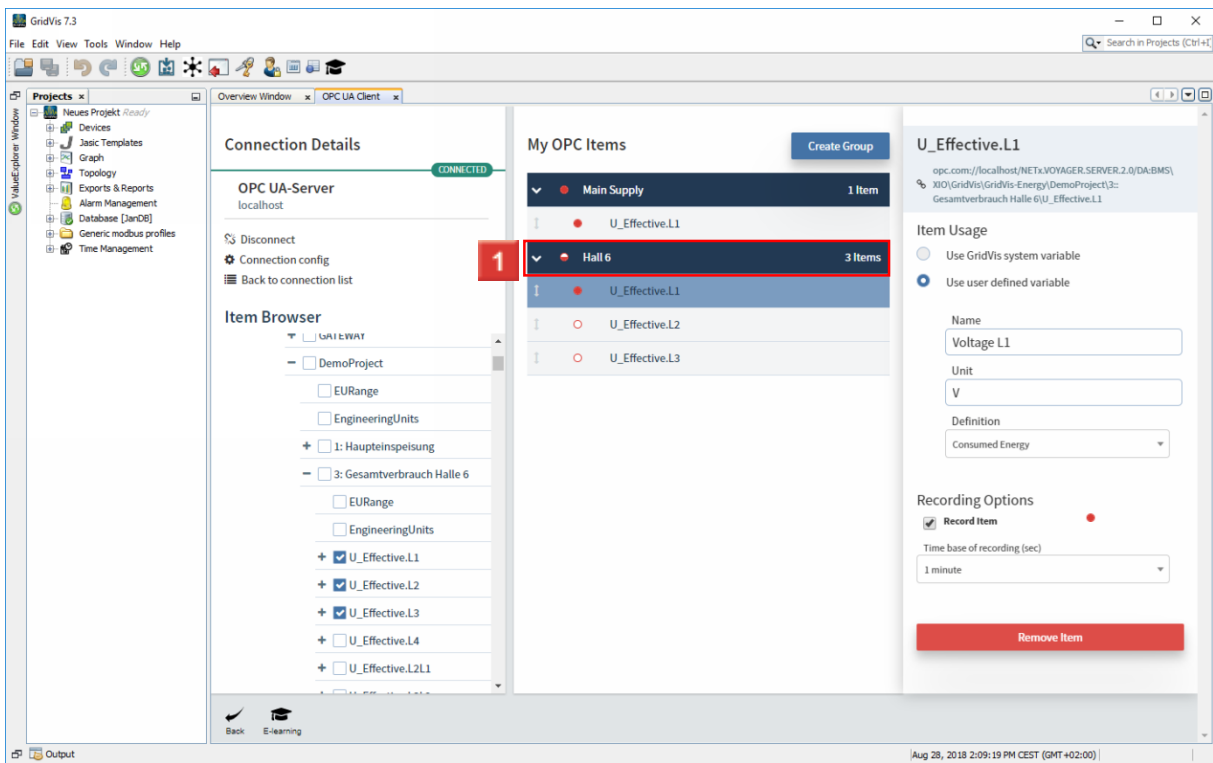 GridVis 7.3
File Edit View Tools Window Help
Search in Projects (Ctrl+I
Projects
ValueExplorer Window
Neues Projekt Ready
Devices
Jasic Templates
Graph
Topology
Exports & Reports
Alarm Management
Database [JanDB]
Generic modbus profiles
Time Management
Overview Window
OPC UA Client
Connection Details
CONNECTED
OPC UA-Server
localhost
Disconnect
Connection config
Back to connection list
Item Browser
GATEWAY
DemoProject
EURange
EngineeringUnits
1: Haupteinspeisung
3: Gesamtverbrauch Halle 6
EURange
EngineeringUnits
U_Effective.L1
U_Effective.L2
U_Effective.L3
U_Effective.L4
U_Effective.L2L1
My OPC Items
Create Group
Main Supply 1 Item
U_Effective.L1
1
Hall 6 3 Items
U_Effective.L1
U_Effective.L2
U_Effective.L3
U_Effective.L1
opc.com://localhost/NETx.VOYAGER.SERVER.2.0/DA:BMS\
XIO\GridVis\GridVis-Energy\DemoProject\3::
Gesamtverbrauch Halle 6\U_Effective.L1
Item Usage
Use GridVis system variable
Use user defined variable
Name
Voltage L1
Unit
V
Definition
Consumed Energy
Recording Options
Record Item
Time base of recording (sec)
1 minute
Remove Item
Back
E-learning
Output
Aug 28, 2018 2:09:19 PM CEST (GMT+02:00)